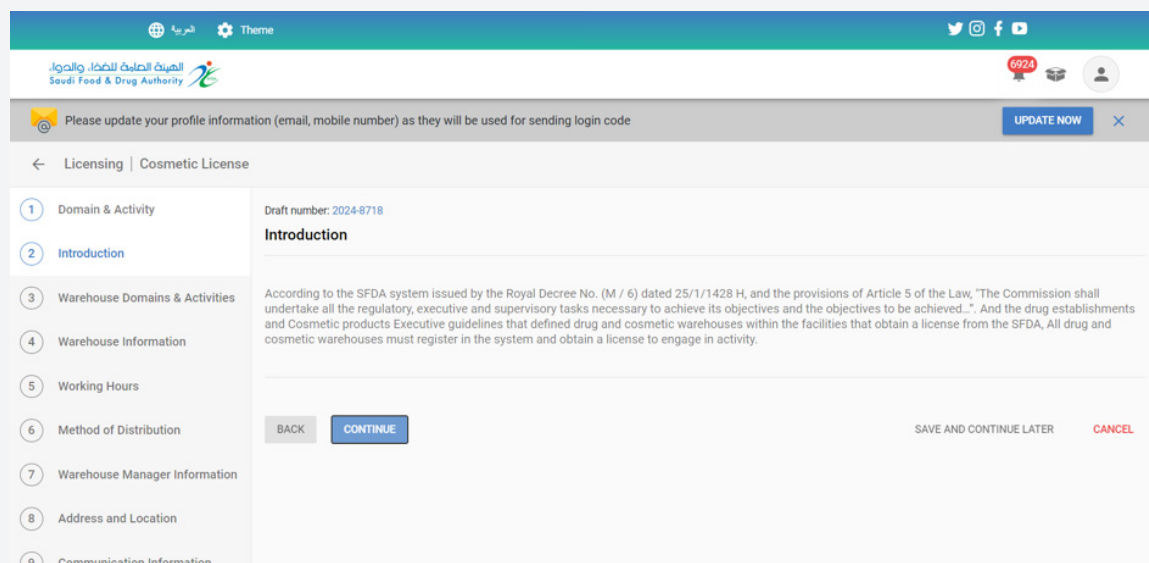 العربية
Theme
الهيئة العامة للغذاء والدواء
Saudi Food & Drug Authority
6924
Please update your profile information (email, mobile number) as they will be used for sending login code
UPDATE NOW
Licensing | Cosmetic License
1 Domain & Activity
2 Introduction
3 Warehouse Domains & Activities
4 Warehouse Information
5 Working Hours
6 Method of Distribution
7 Warehouse Manager Information
8 Address and Location
9 Communication Information
Draft number: 2024-8718
Introduction
According to the SFDA system issued by the Royal Decree No. (M / 6) dated 25/1/1428 H, and the provisions of Article 5 of the Law, "The Commission shall
undertake all the regulatory, executive and supervisory tasks necessary to achieve its objectives and the objectives to be achieved…". And the drug establishments
and Cosmetic products Executive guidelines that defined drug and cosmetic warehouses within the facilities that obtain a license from the SFDA, All drug and
cosmetic warehouses must register in the system and obtain a license to engage in activity.
BACK
CONTINUE
SAVE AND CONTINUE LATER
CANCEL